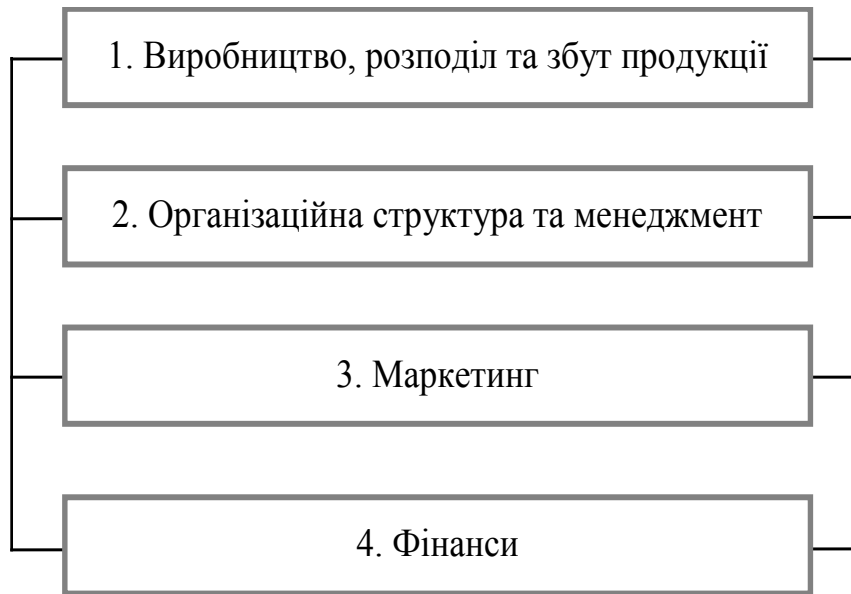 1. Виробництво, розподіл та збут продукції
2. Організаційна структура та менеджмент
3. Маркетинг
4. Фінанси